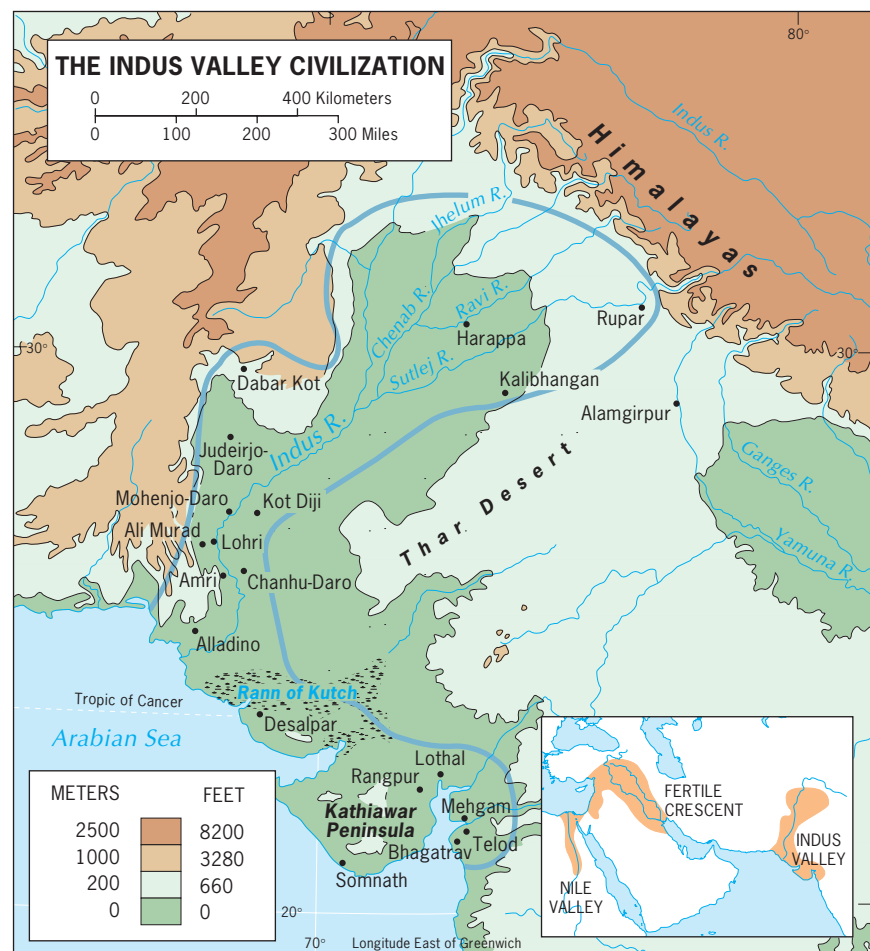 80°
THE INDUS VALLEY CIVILIZATION
0 200 400 Kilometers
0 100 200 300 Miles
Indus R.
Himalayas
Jhelum R.
Chenab R.
Ravi R.
Harappa
Rupar
30°
30°
Sutlej R.
Dabar Kot
Kalibhangan
Alamgirpur
Indus R.
Judeirjo-
Daro
Thar Desert
Ganges R.
Mohenjo-Daro
Kot Diji
Ali Murad
Lohri
Yamuna R.
Amri
Chanhu-Daro
Alladino
Rann of Kutch
Tropic of Cancer
Desalpar
Arabian Sea
Lothal
Rangpur
Mehgam
Kathiawar
Peninsula
Telod
Bhagatrav
Somnath
METERS FEET
2500 8200
1000 3280
200 660
0 0
FERTILE
CRESCENT
INDUS
VALLEY
NILE
VALLEY
20°
70°
Longitude East of Greenwich